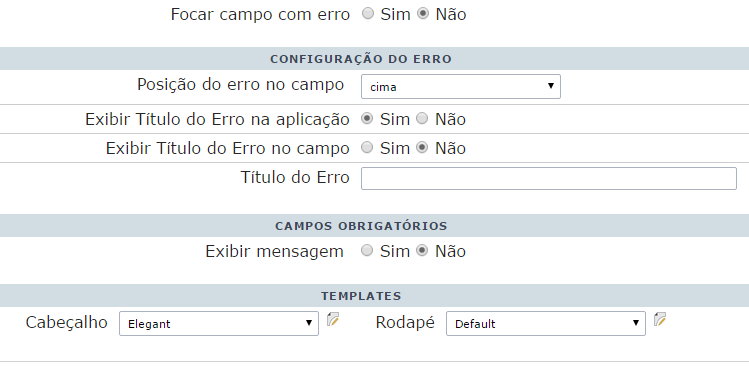 Focar campo com erro Sim Não
CONFIGURAÇÃO DO ERRO
Posição do erro no campo cima
Exibir Título do Erro na aplicação Sim Não
Exibir Título do Erro no campo Sim Não
Título do Erro
CAMPOS OBRIGATÓRIOS
Exibir mensagem Sim Não
TEMPLATES
Cabeçalho Elegant Rodapé Default